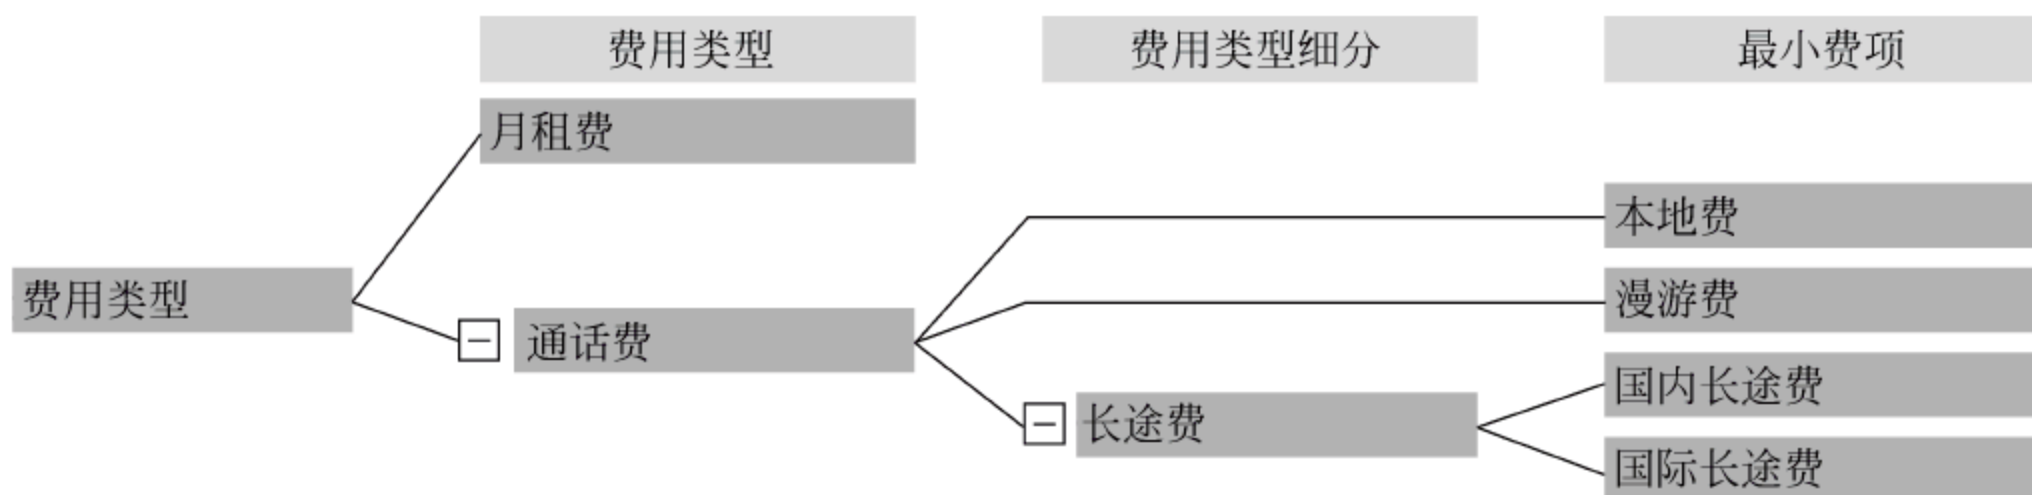 费用类型
费用类型细分
最小费项
月租费
本地费
费用类型
漫游费
通话费
国内长途费
长途费
国际长途费